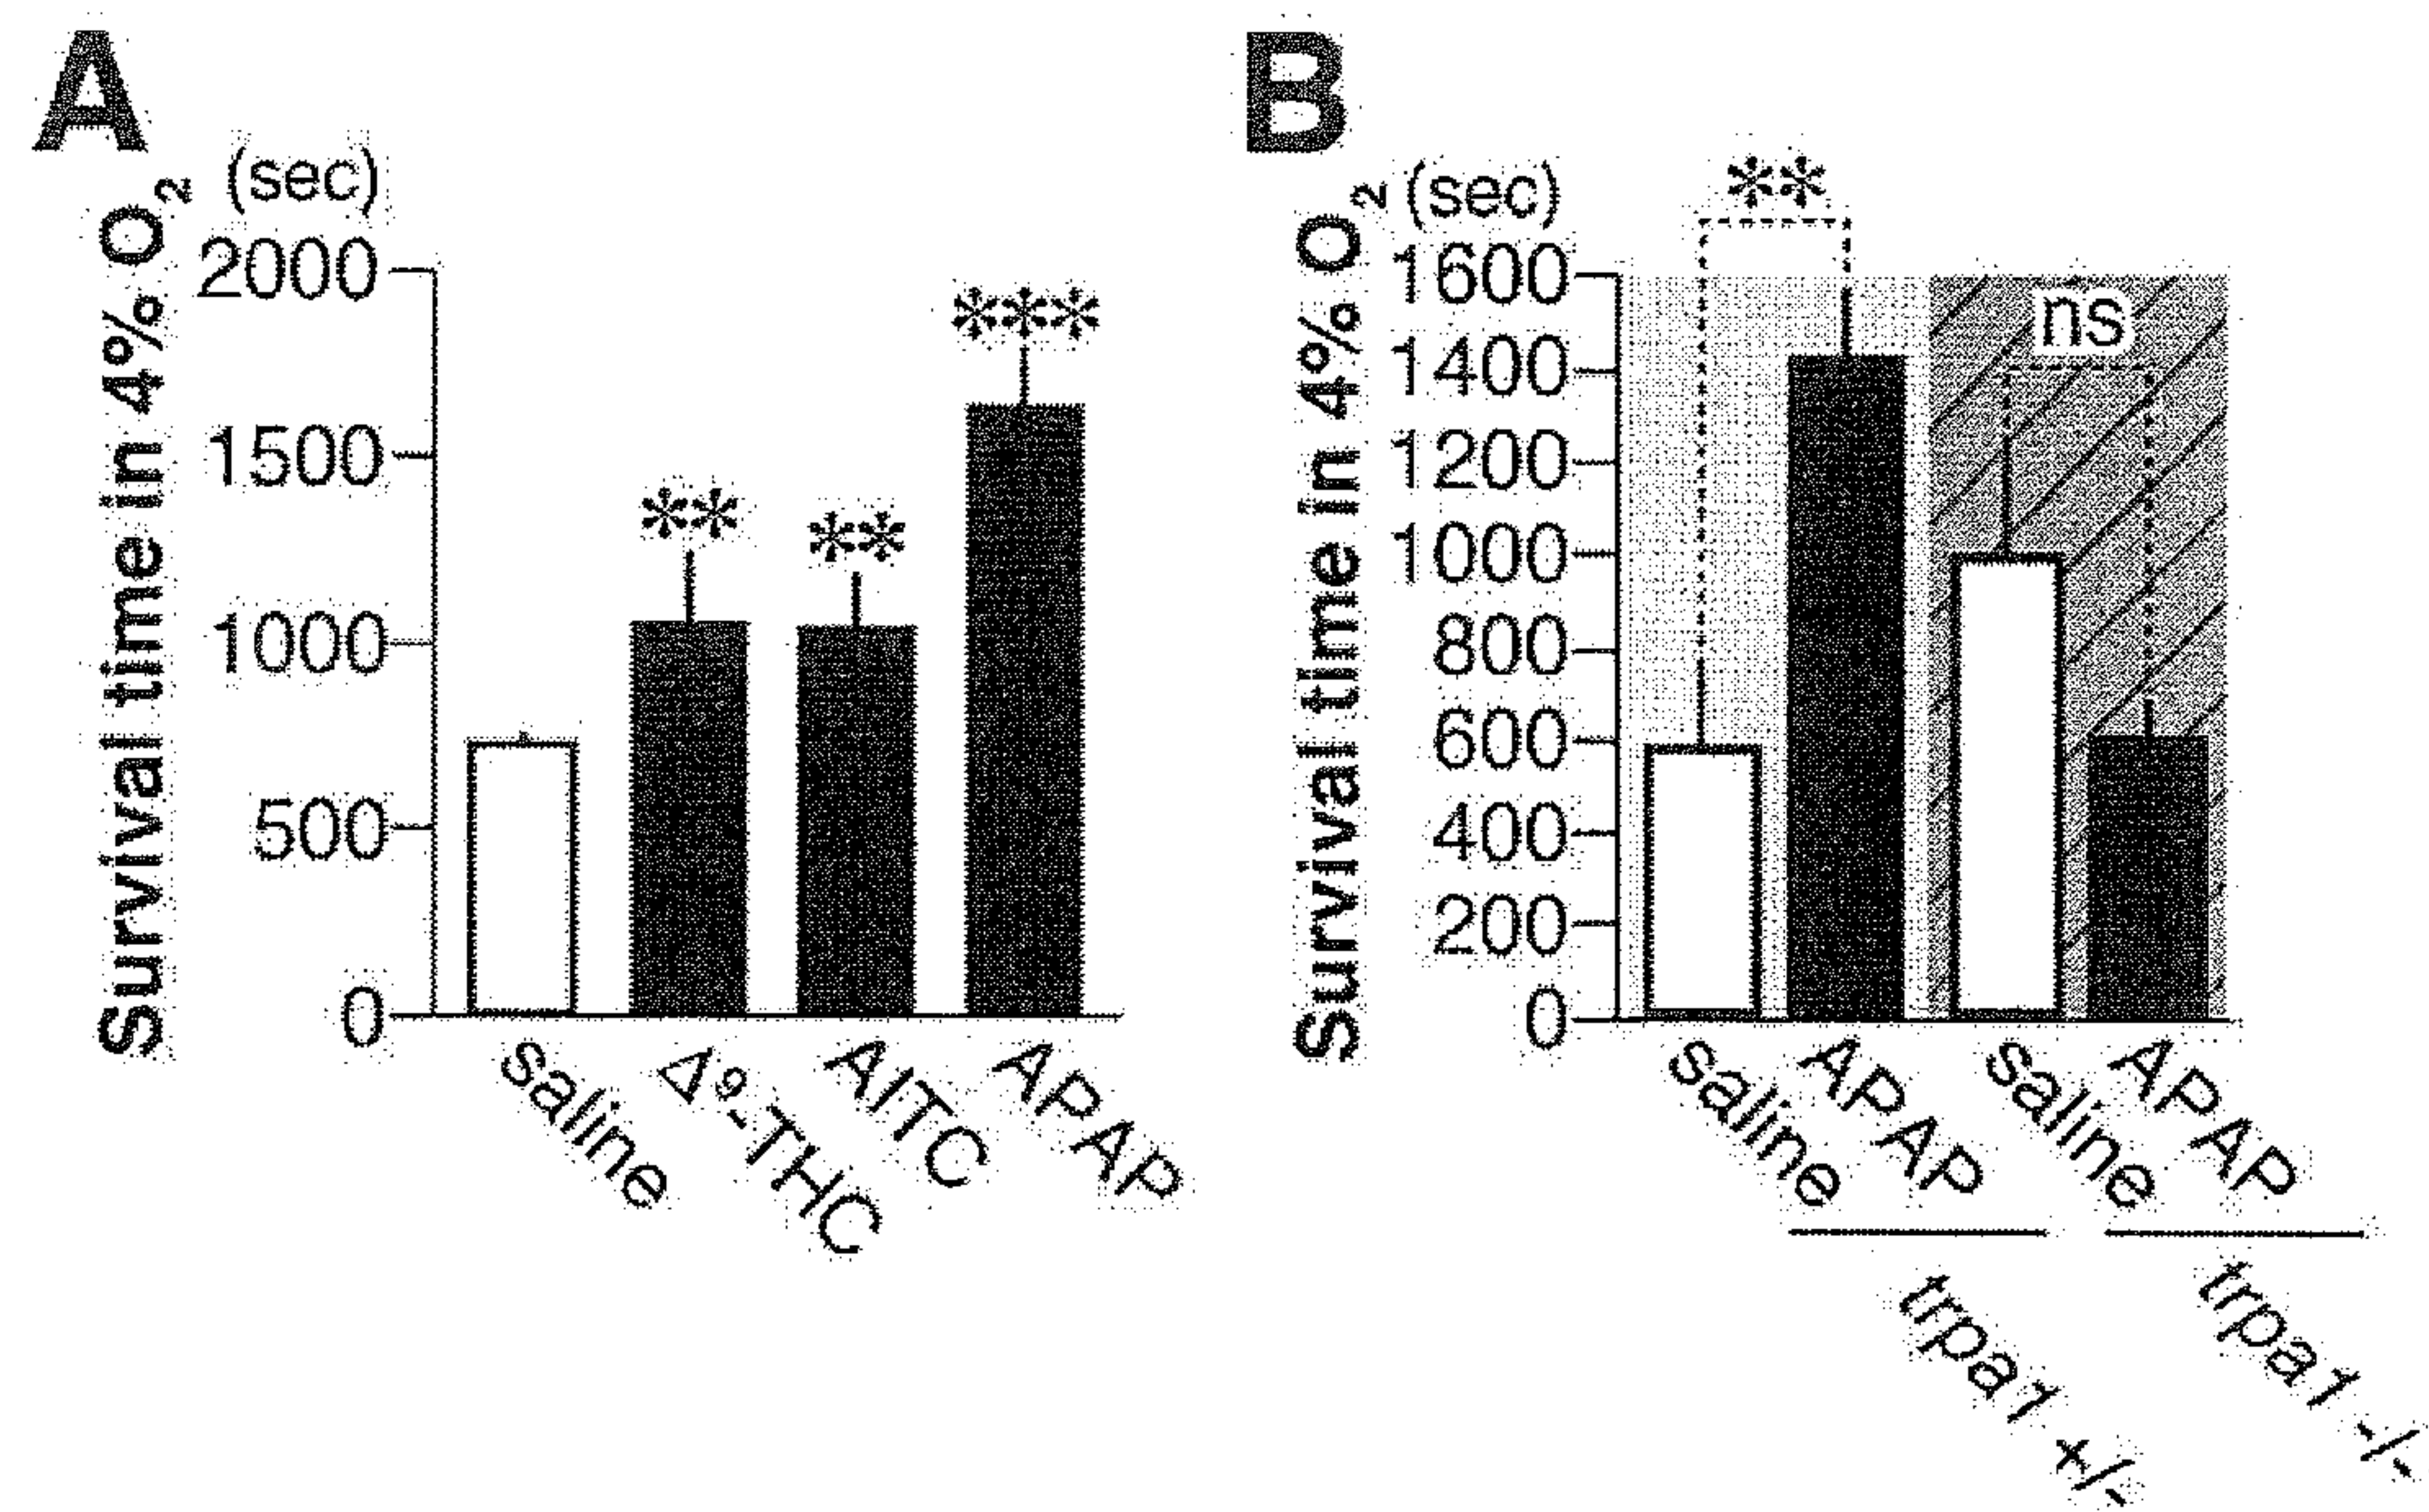 A
Survival time in 4% O₂ (sec)
2000
1500
1000
500
0
**
**
***
saline
Δ⁹-THC
AITC
APAP
B
Survival time in 4% O₂ (sec)
1600
1400
1200
1000
800
600
400
200
0
**
ns
saline
APAP
saline
APAP
trpa1 +/-
trpa1 -/-